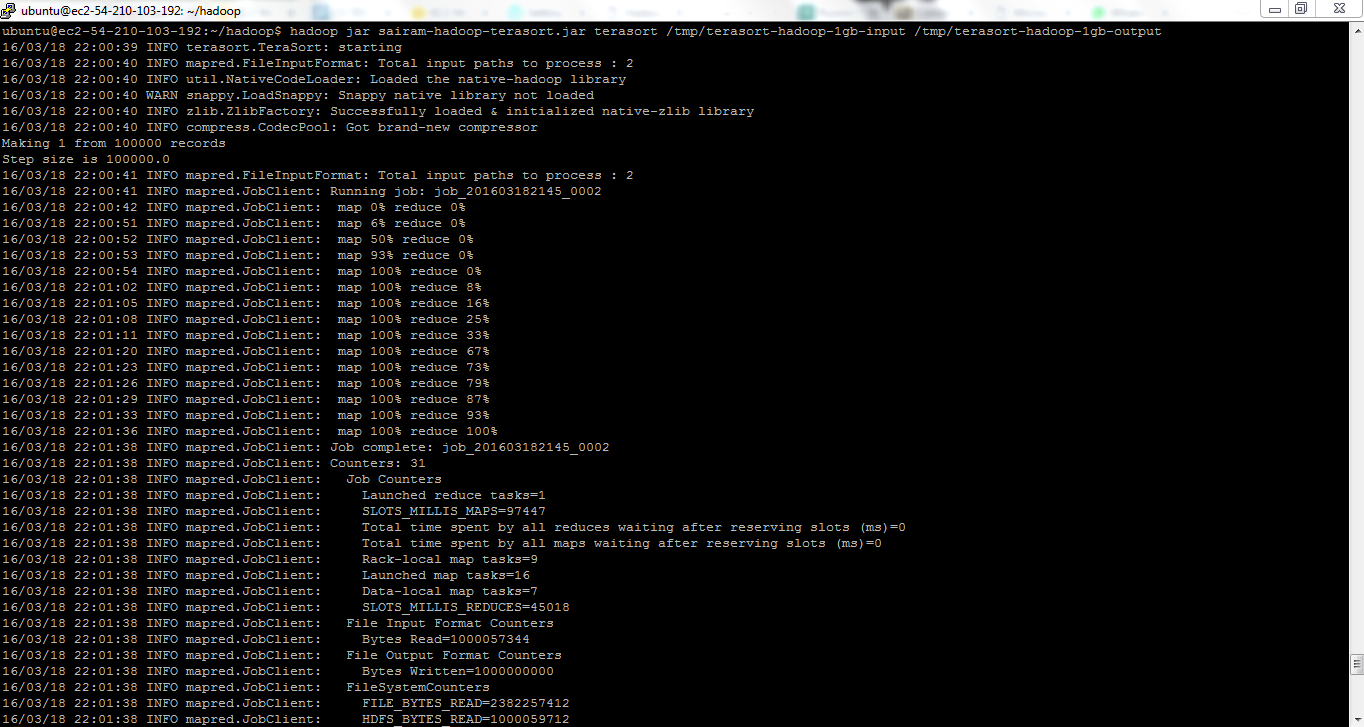 ubuntu@ec2-54-210-103-192: ~/hadoop
ubuntu@ec2-54-210-103-192:~/hadoop$ hadoop jar sairam-hadoop-terasort.jar terasort /tmp/terasort-hadoop-1gb-input /tmp/terasort-hadoop-1gb-output
16/03/18 22:00:39 INFO terasort.TeraSort: starting
16/03/18 22:00:40 INFO mapred.FileInputFormat: Total input paths to process : 2
16/03/18 22:00:40 INFO util.NativeCodeLoader: Loaded the native-hadoop library
16/03/18 22:00:40 WARN snappy.LoadSnappy: Snappy native library not loaded
16/03/18 22:00:40 INFO zlib.ZlibFactory: Successfully loaded & initialized native-zlib library
16/03/18 22:00:40 INFO compress.CodecPool: Got brand-new compressor
Making 1 from 100000 records
Step size is 100000.0
16/03/18 22:00:41 INFO mapred.FileInputFormat: Total input paths to process : 2
16/03/18 22:00:41 INFO mapred.JobClient: Running job: job_201603182145_0002
16/03/18 22:00:42 INFO mapred.JobClient:  map 0% reduce 0%
16/03/18 22:00:51 INFO mapred.JobClient:  map 6% reduce 0%
16/03/18 22:00:52 INFO mapred.JobClient:  map 50% reduce 0%
16/03/18 22:00:53 INFO mapred.JobClient:  map 93% reduce 0%
16/03/18 22:00:54 INFO mapred.JobClient:  map 100% reduce 0%
16/03/18 22:01:02 INFO mapred.JobClient:  map 100% reduce 8%
16/03/18 22:01:05 INFO mapred.JobClient:  map 100% reduce 16%
16/03/18 22:01:08 INFO mapred.JobClient:  map 100% reduce 25%
16/03/18 22:01:11 INFO mapred.JobClient:  map 100% reduce 33%
16/03/18 22:01:20 INFO mapred.JobClient:  map 100% reduce 67%
16/03/18 22:01:23 INFO mapred.JobClient:  map 100% reduce 73%
16/03/18 22:01:26 INFO mapred.JobClient:  map 100% reduce 79%
16/03/18 22:01:29 INFO mapred.JobClient:  map 100% reduce 87%
16/03/18 22:01:33 INFO mapred.JobClient:  map 100% reduce 93%
16/03/18 22:01:36 INFO mapred.JobClient:  map 100% reduce 100%
16/03/18 22:01:38 INFO mapred.JobClient: Job complete: job_201603182145_0002
16/03/18 22:01:38 INFO mapred.JobClient: Counters: 31
16/03/18 22:01:38 INFO mapred.JobClient:   Job Counters
16/03/18 22:01:38 INFO mapred.JobClient:     Launched reduce tasks=1
16/03/18 22:01:38 INFO mapred.JobClient:     SLOTS_MILLIS_MAPS=97447
16/03/18 22:01:38 INFO mapred.JobClient:     Total time spent by all reduces waiting after reserving slots (ms)=0
16/03/18 22:01:38 INFO mapred.JobClient:     Total time spent by all maps waiting after reserving slots (ms)=0
16/03/18 22:01:38 INFO mapred.JobClient:     Rack-local map tasks=9
16/03/18 22:01:38 INFO mapred.JobClient:     Launched map tasks=16
16/03/18 22:01:38 INFO mapred.JobClient:     Data-local map tasks=7
16/03/18 22:01:38 INFO mapred.JobClient:     SLOTS_MILLIS_REDUCES=45018
16/03/18 22:01:38 INFO mapred.JobClient:   File Input Format Counters
16/03/18 22:01:38 INFO mapred.JobClient:     Bytes Read=1000057344
16/03/18 22:01:38 INFO mapred.JobClient:   File Output Format Counters
16/03/18 22:01:38 INFO mapred.JobClient:     Bytes Written=1000000000
16/03/18 22:01:38 INFO mapred.JobClient:   FileSystemCounters
16/03/18 22:01:38 INFO mapred.JobClient:     FILE_BYTES_READ=2382257412
16/03/18 22:01:38 INFO mapred.JobClient:     HDFS_BYTES_READ=1000059712